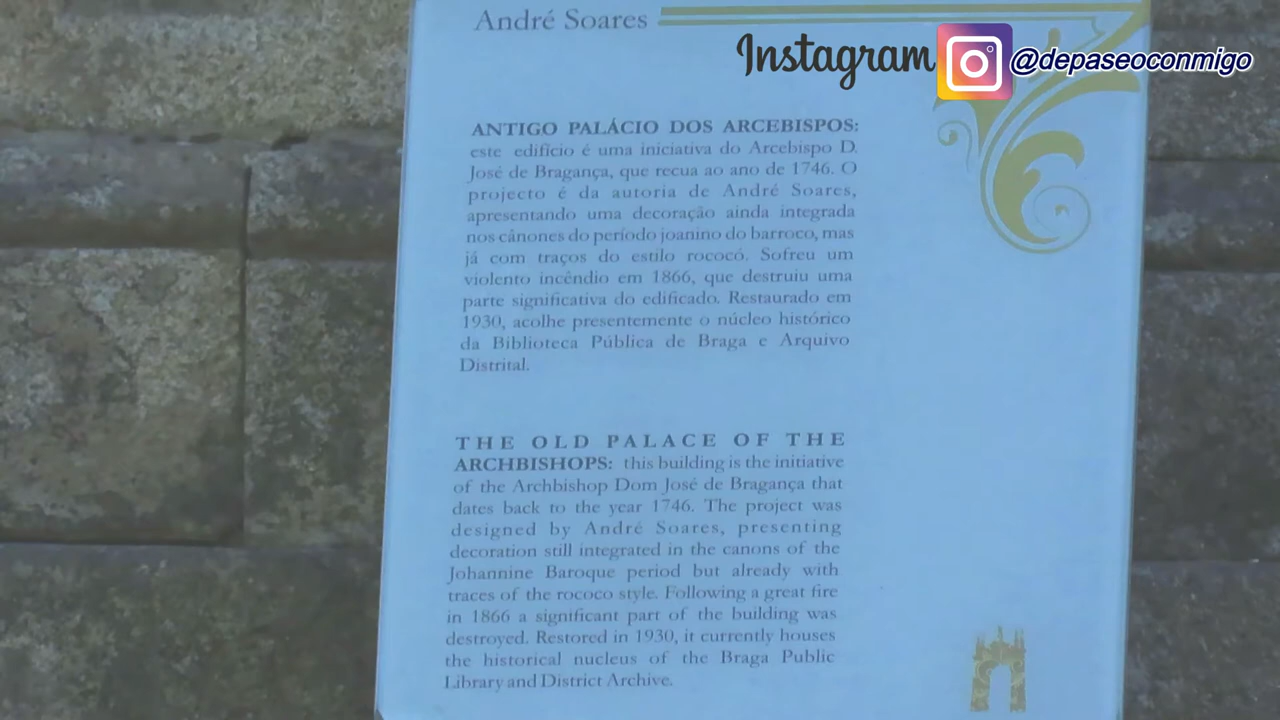 André Soares
Instagram @depaseoconmigo
ANTIGO PALÁCIO DOS ARCEBISPOS:
este edifício é uma iniciativa do Arcebispo D.
José de Bragança, que recua ao ano de 1746. O
projecto é da autoria de André Soares,
apresentando uma decoração ainda integrada
nos cânones do período joanino do barroco, mas
já com traços do estilo rococó. Sofreu um
violento incêndio em 1866, que destruiu uma
parte significativa do edificado. Restaurado em
1930, acolhe presentemente o núcleo histórico
da Biblioteca Pública de Braga e Arquivo
Distrital.
THE OLD PALACE OF THE
ARCHBISHOPS: this building is the initiative
of the Archbishop Dom José de Bragança that
dates back to the year 1746. The project was
designed by André Soares, presenting
decoration still integrated in the canons of the
Johannine Baroque period but already with
traces of the rococo style. Following a great fire
in 1866 a significant part of the building was
destroyed. Restored in 1930, it currently houses
the historical nucleus of the Braga Public
Library and District Archive.